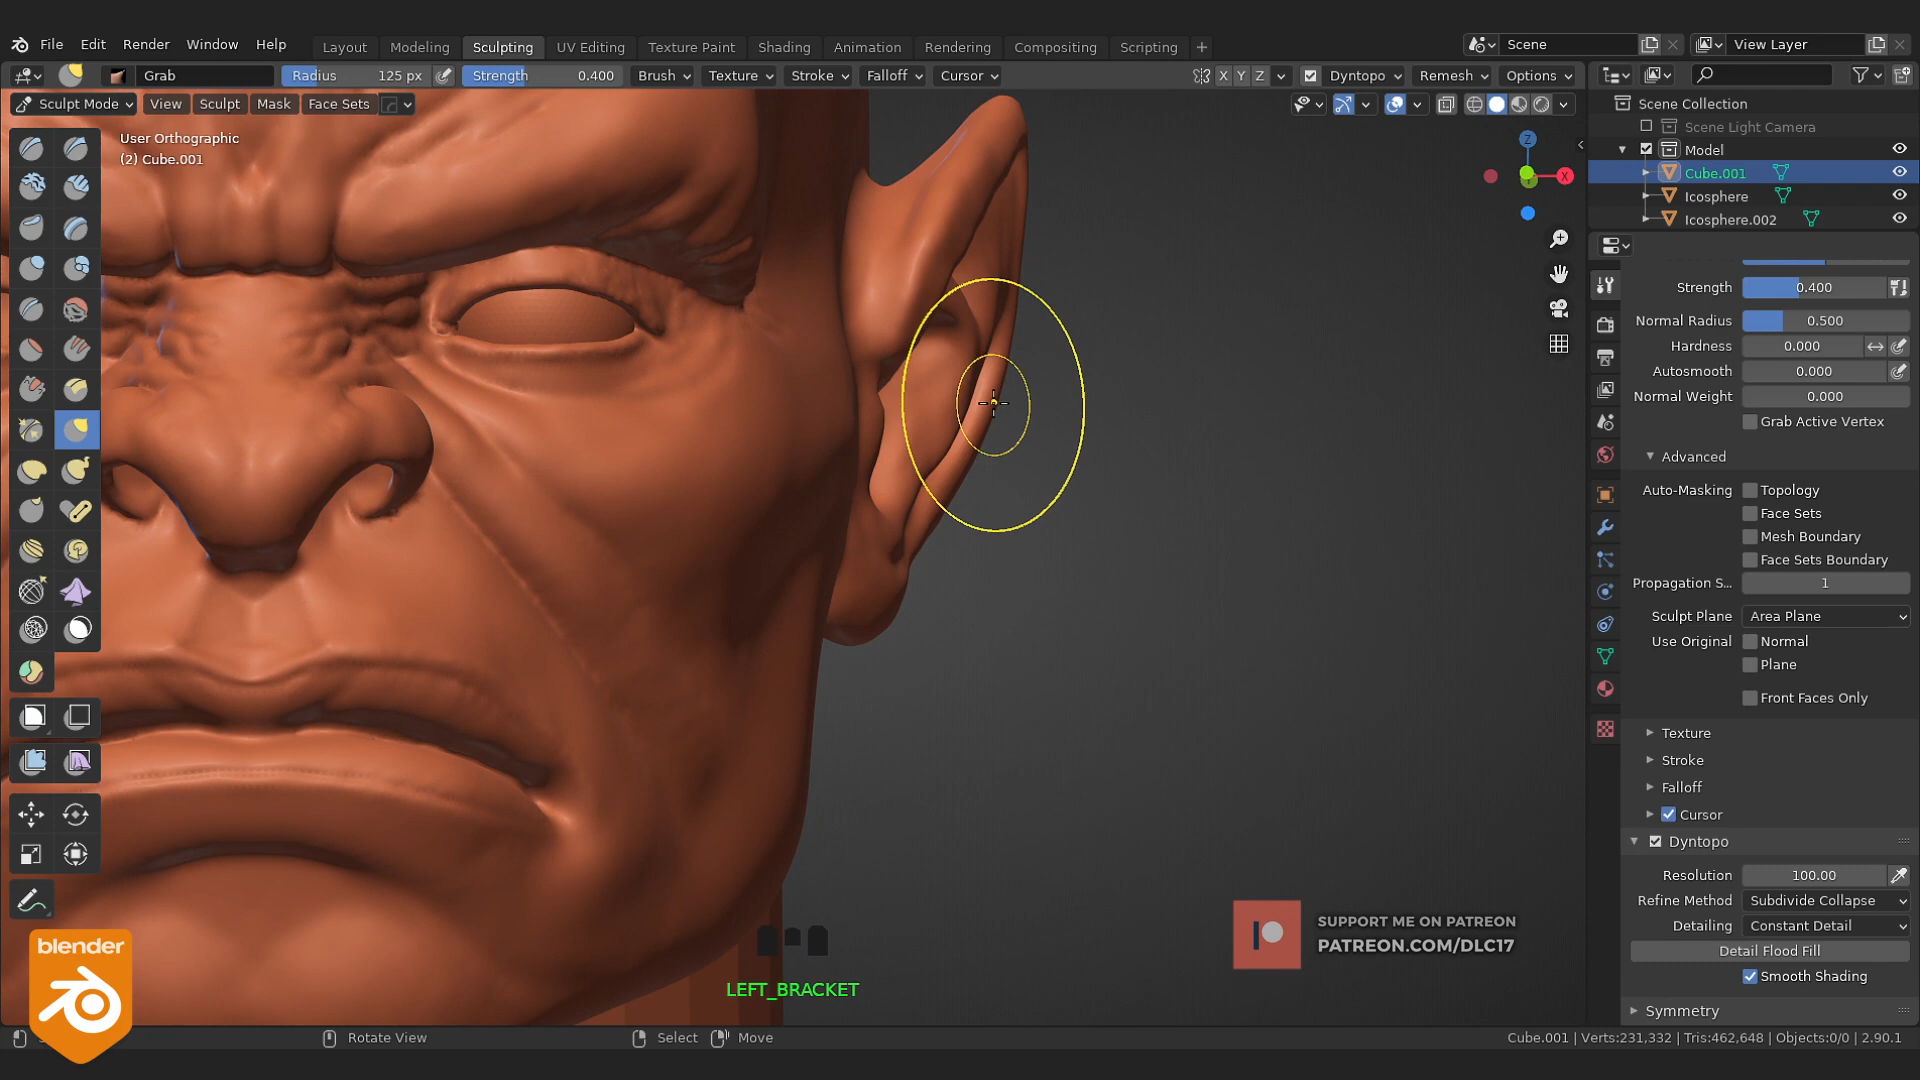 File Edit Render Window Help Layout Modeling Sculpting UV Editing Texture Paint Shading Animation Rendering Compositing Scripting + Scene View Layer
Grab Radius 125 px Strength 0.400 Brush Texture Stroke Falloff Cursor X Y Z Dyntopo Remesh Options
Sculpt Mode View Sculpt Mask Face Sets
User Orthographic
(2) Cube.001
Z
X
Scene Collection
Scene Light Camera
Model
Cube.001
Icosphere
Icosphere.002
Strength 0.400
Normal Radius 0.500
Hardness 0.000
Autosmooth 0.000
Normal Weight 0.000
Grab Active Vertex
Advanced
Auto-Masking Topology
Face Sets
Mesh Boundary
Face Sets Boundary
Propagation S... 1
Sculpt Plane Area Plane
Use Original Normal
Plane
Front Faces Only
Texture
Stroke
Falloff
Cursor
Dyntopo
Resolution 100.00
Refine Method Subdivide Collapse
Detailing Constant Detail
Detail Flood Fill
Smooth Shading
Symmetry
SUPPORT ME ON PATREON
PATREON.COM/DLC17
blender
LEFT_BRACKET
Rotate View Select Move Cube.001 | Verts:231,332 | Tris:462,648 | Objects:0/0 | 2.90.1